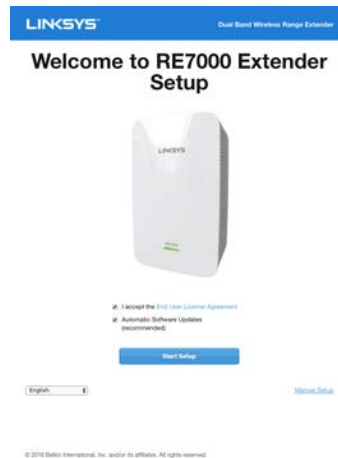 LINKSYS
Dual Band Wireless Range Extender
Welcome to RE7000 Extender
Setup
LINKSYS
I accept the End User License Agreement
Automatic Software Updates
(recommended)
Start Setup
English
Manual Setup
© 2016 Belkin International, Inc. and/or its affiliates. All rights reserved.